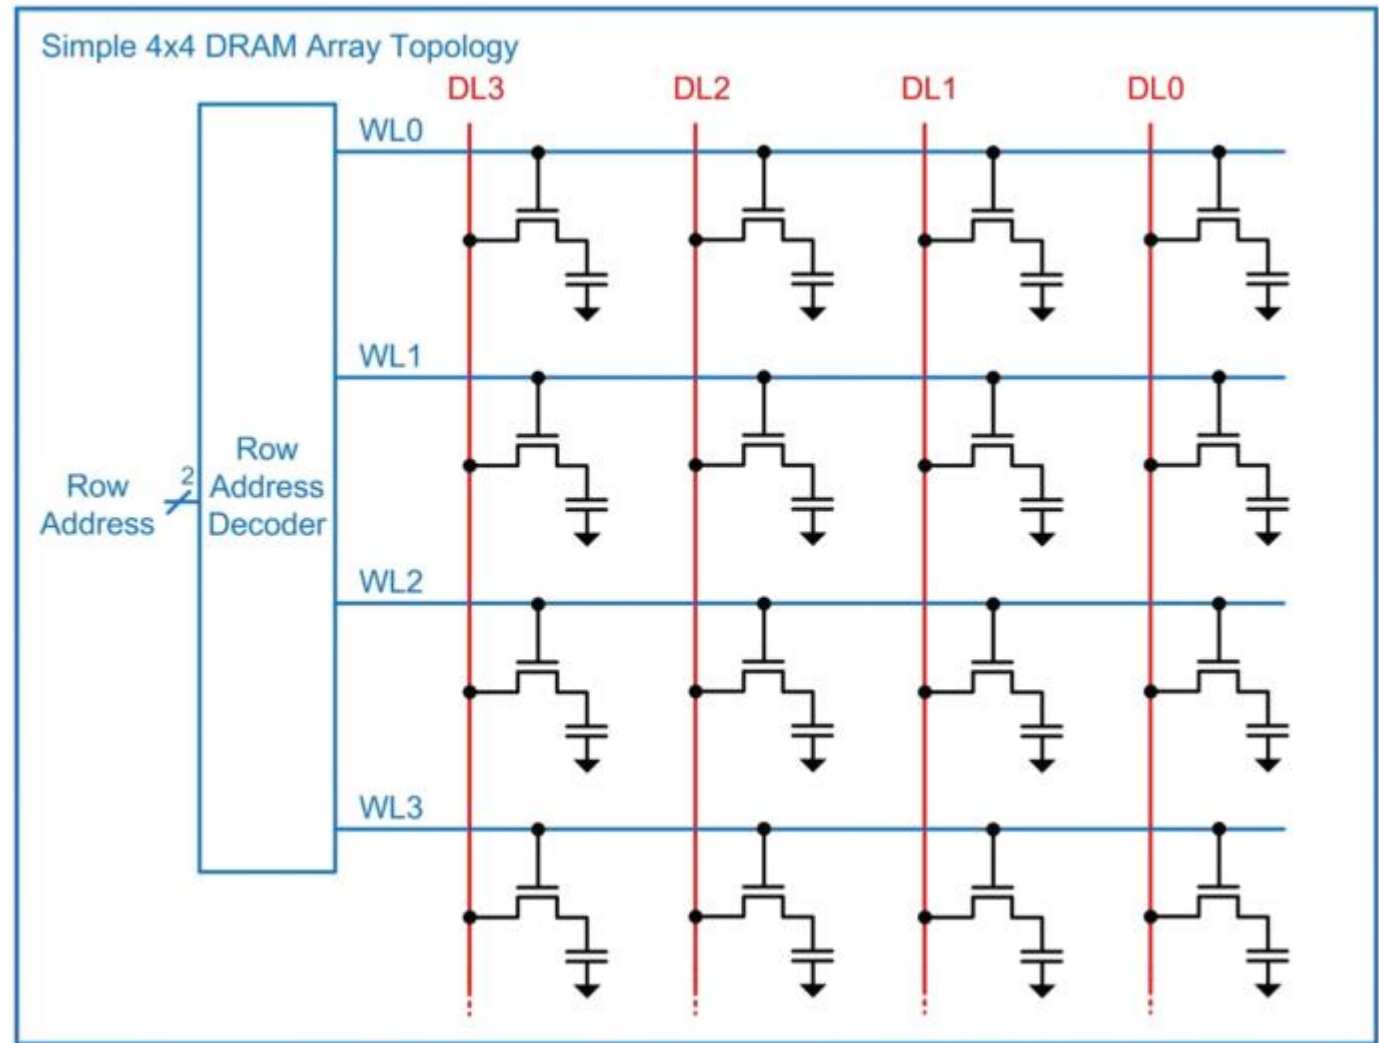 Simple 4x4 DRAM Array Topology
DL3
DL2
DL1
DL0
WL0
WL1
WL2
WL3
Row
Address
2
Row
Address
Decoder